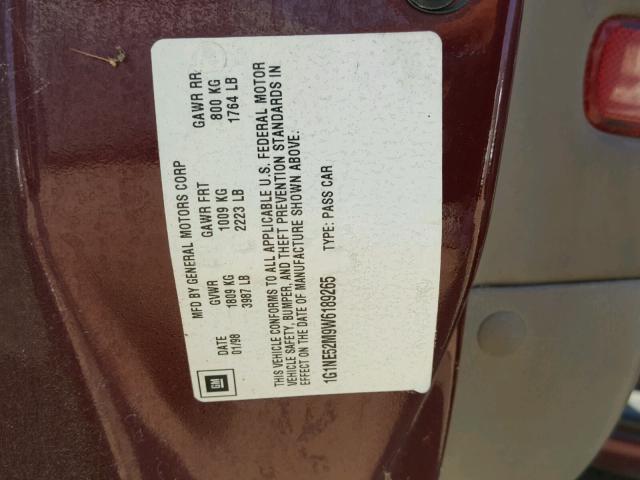 MFD BY GENERAL MOTORS CORP
DATE GVWR GAWR FRT GAWR RR
01/98 1809 KG 1009 KG 800 KG
3987 LB 2223 LB 1764 LB
THIS VEHICLE CONFORMS TO ALL APPLICABLE U.S. FEDERAL MOTOR
VEHICLE SAFETY, BUMPER, AND THEFT PREVENTION STANDARDS IN
EFFECT ON THE DATE OF MANUFACTURE SHOWN ABOVE:
1G1NE52M9W6189265 TYPE: PASS CAR
GM